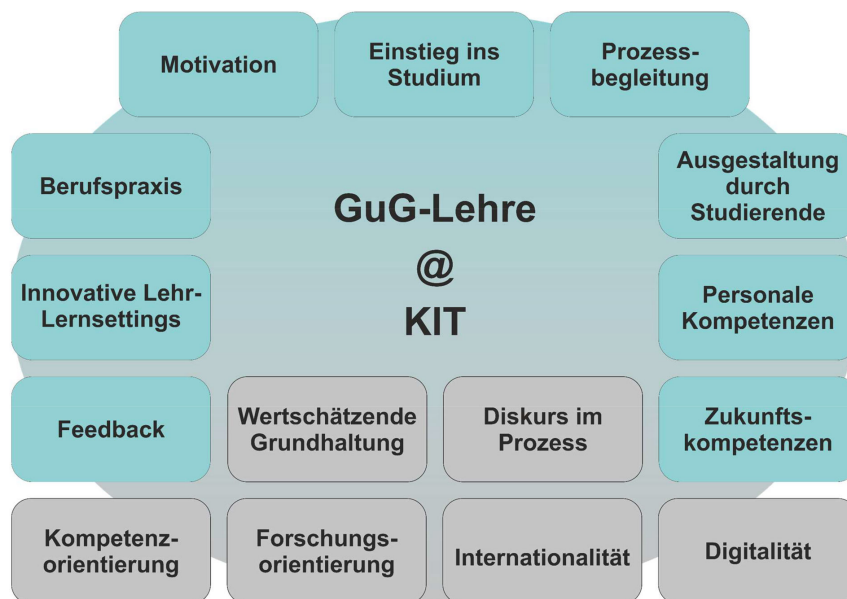 Motivation
Einstieg ins
Studium
Prozess-
begleitung
Berufspraxis
GuG-Lehre
@
KIT
Ausgestaltung
durch
Studierende
Innovative Lehr-
Lernsettings
Personale
Kompetenzen
Feedback
Wertschätzende
Grundhaltung
Diskurs im
Prozess
Zukunfts-
kompetenzen
Kompetenz-
orientierung
Forschungs-
orientierung
Internationalität
Digitalität